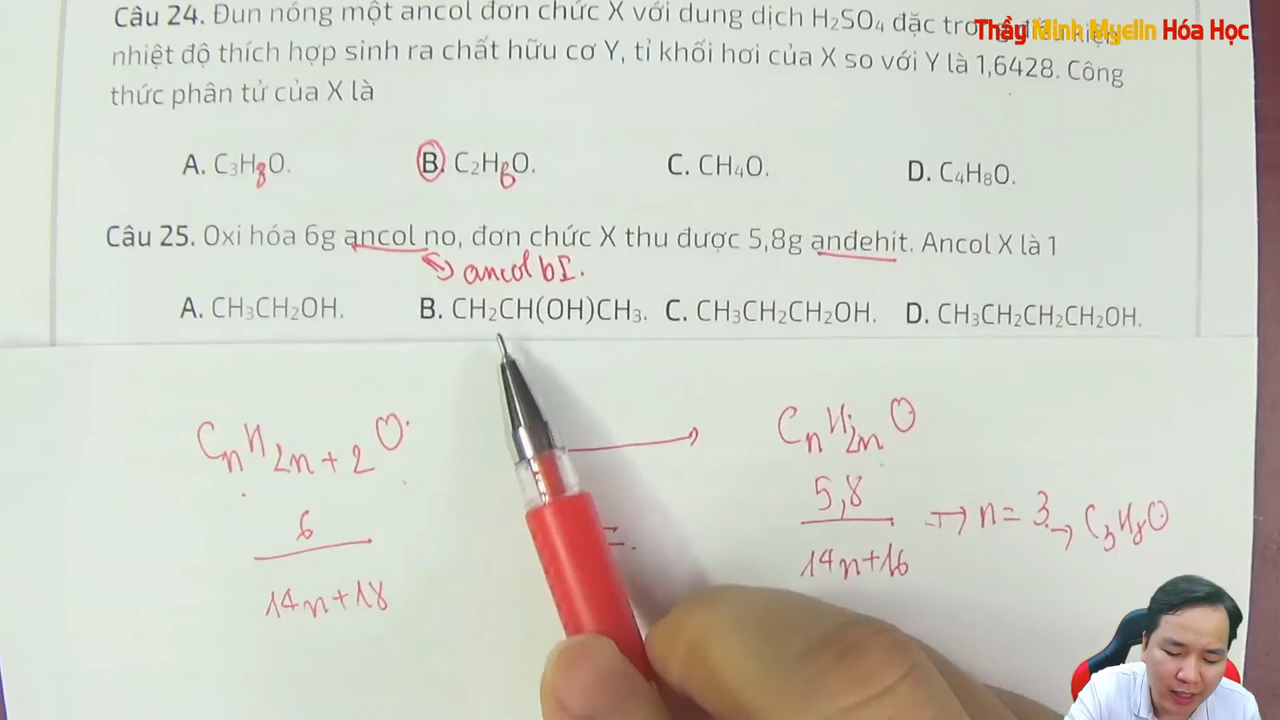 Câu 24. Đun nóng một ancol đơn chức X với dung dịch H₂SO₄ đặc trong
Thầy Minh Myelin Hóa Học
nhiệt độ thích hợp sinh ra chất hữu cơ Y, tỉ khối hơi của X so với Y là 1,6428. Công
thức phân tử của X là
A. C₃H₈O. B. C₂H₆O. C. CH₄O. D. C₄H₈O.
Câu 25. Oxi hóa 6g ancol no, đơn chức X thu được 5,8g anđehit. Ancol X là 1
ancol bI.
A. CH₃CH₂OH. B. CH₂CH(OH)CH₃. C. CH₃CH₂CH₂OH. D. CH₃CH₂CH₂CH₂OH.
CₙH₂ₙ₊₂O → CₙH₂ₙO
6 5,8
14n+18 14n+16 → n = 3 → C₃H₈O